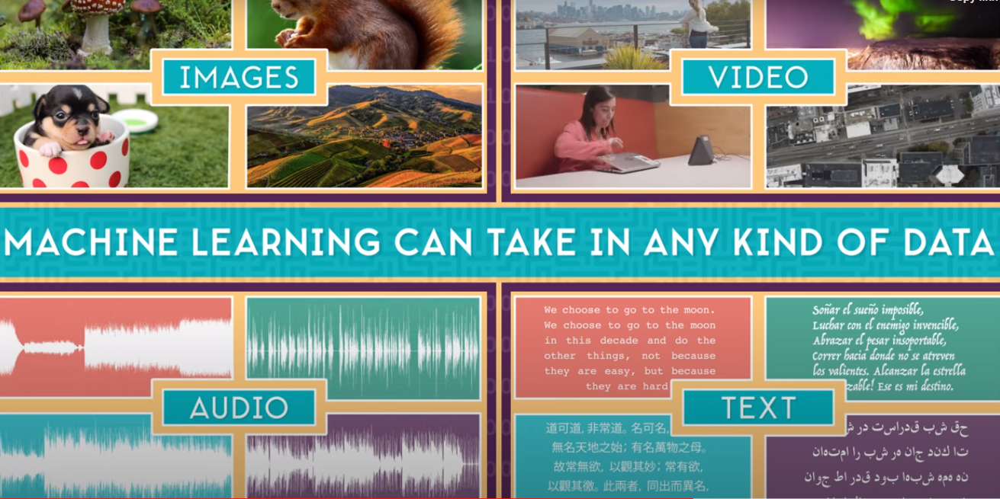 IMAGES
VIDEO
MACHINE LEARNING CAN TAKE IN ANY KIND OF DATA
We choose to go to the moon.
We choose to go to the moon
in this decade and do the
other things, not because
they are easy, but because
they are hard
Soñar el sueño imposible,
Luchar con el enemigo invencible,
Abrazar el pesar insoportable,
Correr hacia donde no se atreven
los valientes. Alcanzar la estrella
zable! Ese es mi destino.
AUDIO
TEXT
道可道, 非常道。名可名,
無名天地之始; 有名萬物之母。
故常無欲, 以觀其妙; 常有欲,
以觀其徼。此兩者, 同出而異名,
حق شب قدراست در ش
تا کند جان هر شب را امتحان
نه همه شبها بود قدر اط جوان